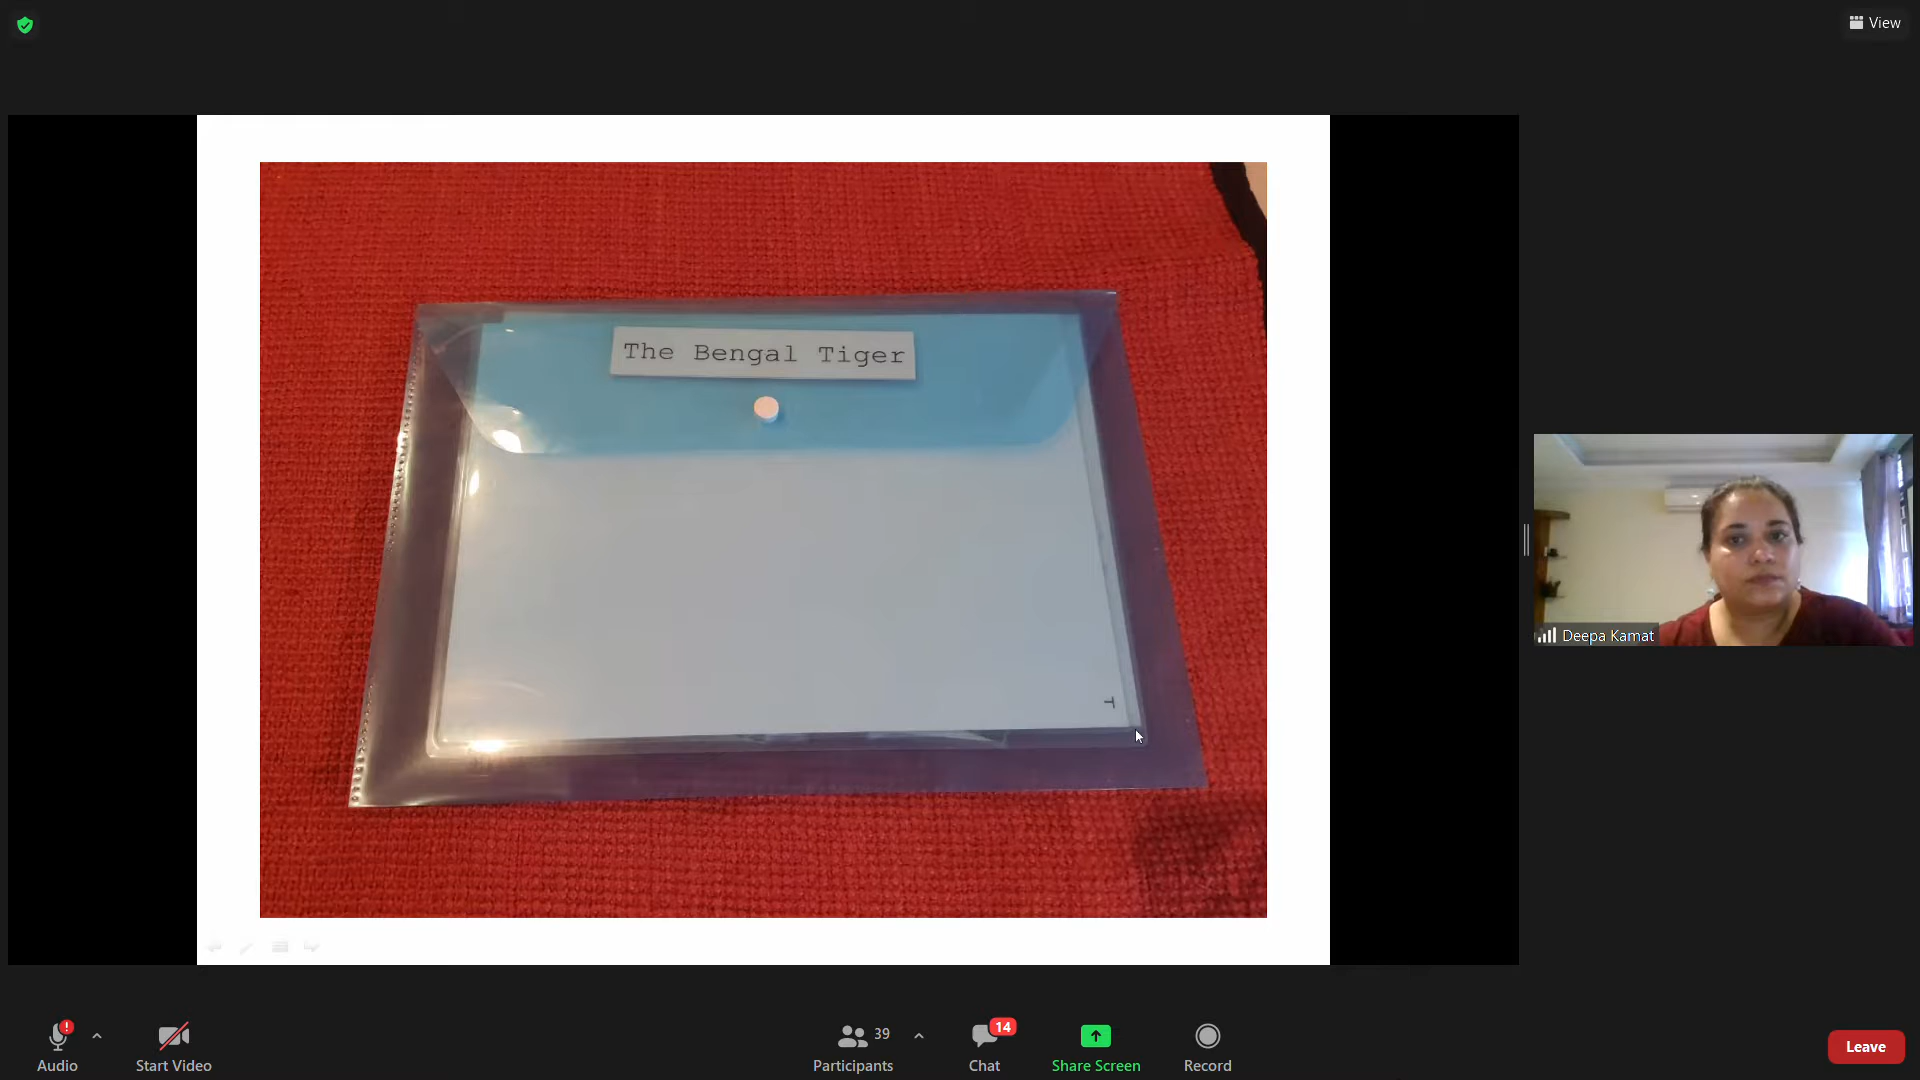 View
The Bengal Tiger
T
Deepa Kamat
39
14
Audio
Start Video
Participants
Chat
Share Screen
Record
Leave